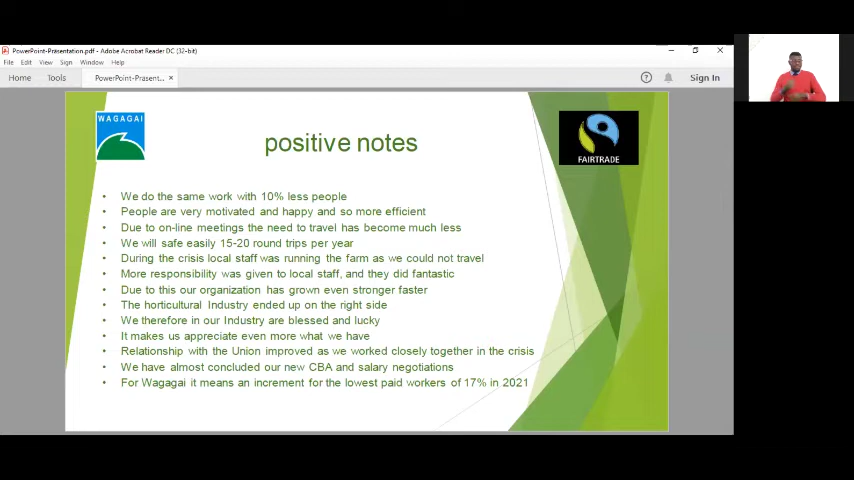 PowerPoint-Präsentation.pdf - Adobe Acrobat Reader DC (32-bit)
File Edit View Sign Window Help
Home Tools PowerPoint-Present... × Sign In
WAGAGAI
positive notes
FAIRTRADE
• We do the same work with 10% less people
• People are very motivated and happy and so more efficient
• Due to on-line meetings the need to travel has become much less
• We will safe easily 15-20 round trips per year
• During the crisis local staff was running the farm as we could not travel
• More responsibility was given to local staff, and they did fantastic
• Due to this our organization has grown even stronger faster
• The horticultural Industry ended up on the right side
• We therefore in our Industry are blessed and lucky
• It makes us appreciate even more what we have
• Relationship with the Union improved as we worked closely together in the crisis
• We have almost concluded our new CBA and salary negotiations
• For Wagagai it means an increment for the lowest paid workers of 17% in 2021